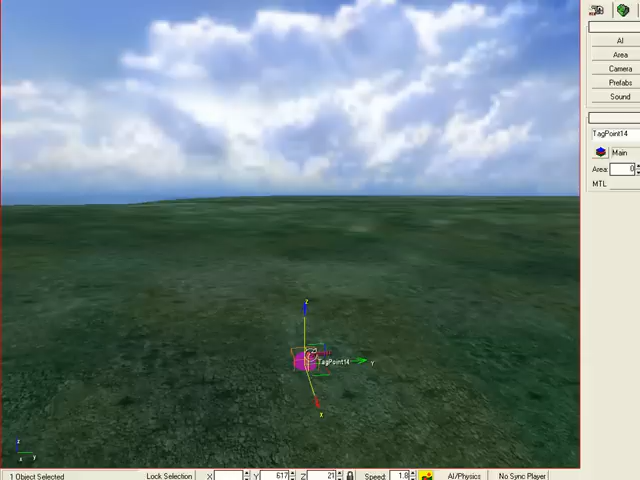 AI
Area
Camera
Prefabs
Sound
TagPoint14
Main
Area: 0
MTL
z
TagPoint14
Y
x
z
x y
1 Object Selected Lock Selection X Y 617 Z 21 Speed: 1.8 AI/Physics No Sync Player